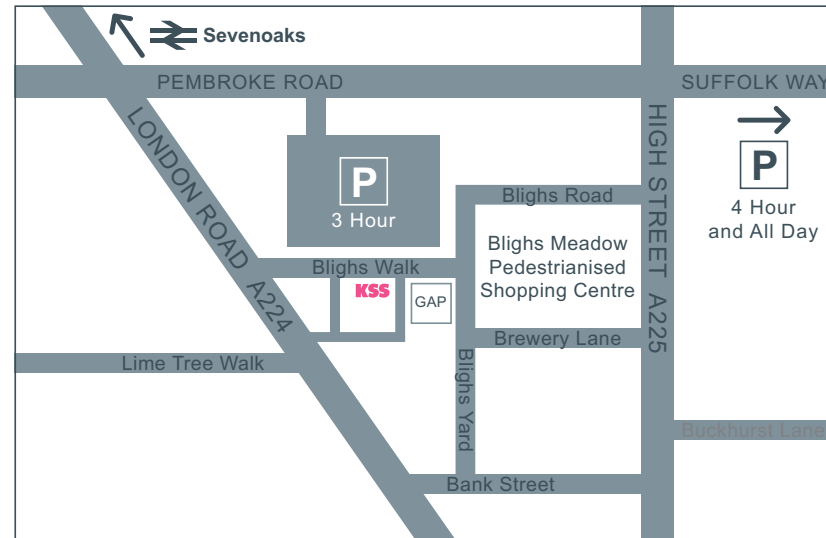 Sevenoaks
PEMBROKE ROAD
SUFFOLK WAY
LONDON ROAD A224
HIGH STREET A225
P
3 Hour
P
4 Hour
and All Day
Blighs Road
Blighs Meadow
Pedestrianised
Shopping Centre
Blighs Walk
KSS
GAP
Brewery Lane
Lime Tree Walk
Blighs Yard
Buckhurst Lane
Bank Street